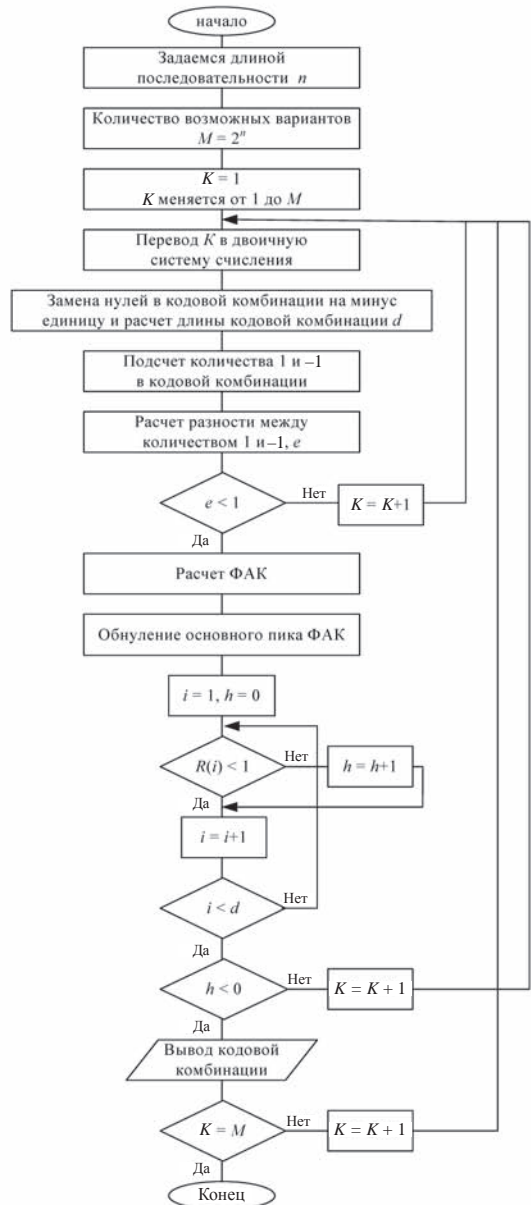 начало
Задаемся длиной
последовательности n
Количество возможных вариантов
M = 2ⁿ
K = 1
K меняется от 1 до M
Перевод K в двоичную
систему счисления
Замена нулей в кодовой комбинации на минус
единицу и расчет длины кодовой комбинации d
Подсчет количества 1 и –1
в кодовой комбинации
Расчет разности между
количеством 1 и–1, e
e < 1
Нет
K = K+1
Да
Расчет ФАК
Обнуление основного пика ФАК
i = 1, h = 0
R(i) < 1
Нет
h = h+1
Да
i = i+1
i < d
Нет
Да
h < 0
Нет
K = K + 1
Да
Вывод кодовой
комбинации
K = M
Нет
K = K + 1
Да
Конец